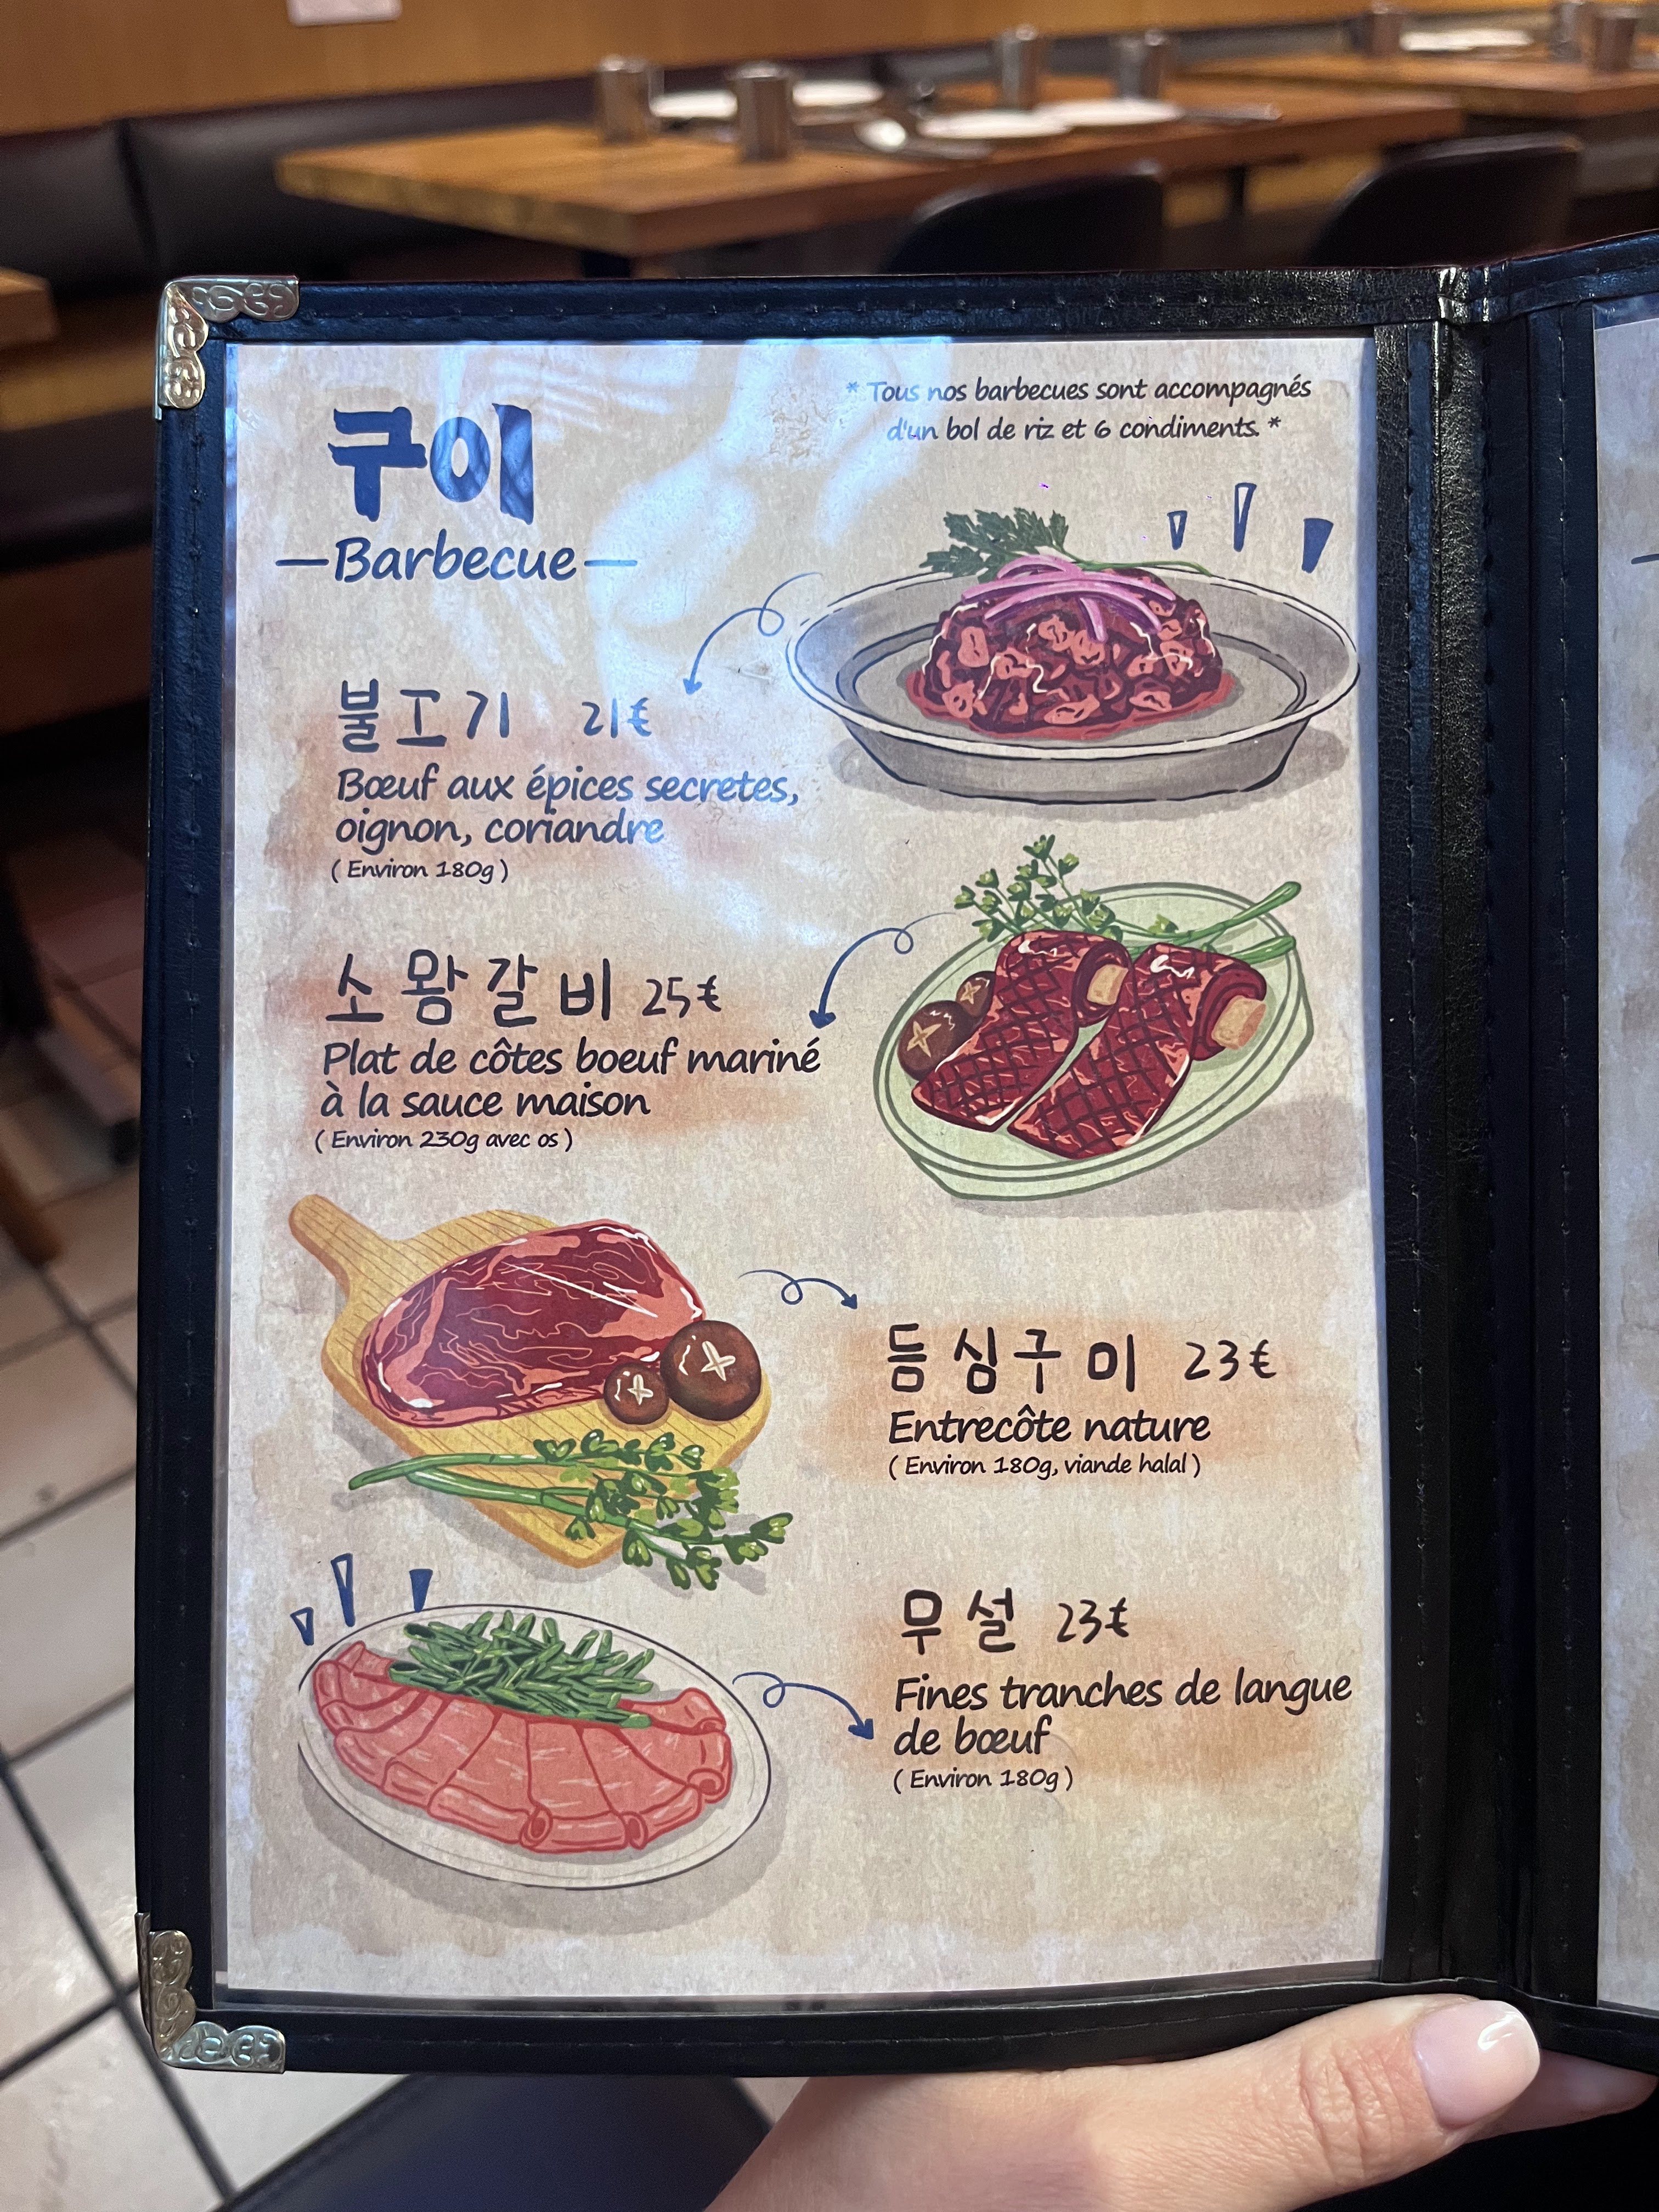 * Tous nos barbecues sont accompagnés
d'un bol de riz et 6 condiments. *
구이
—Barbecue—
불고기 21€
Bœuf aux épices secretes,
oignon, coriandre
( Environ 180g )
소왕갈비 25€
Plat de côtes boeuf mariné
à la sauce maison
( Environ 230g avec os )
등심구이 23€
Entrecôte nature
( Environ 180g, viande halal )
우설 23€
Fines tranches de langue
de bœuf
( Environ 180g )